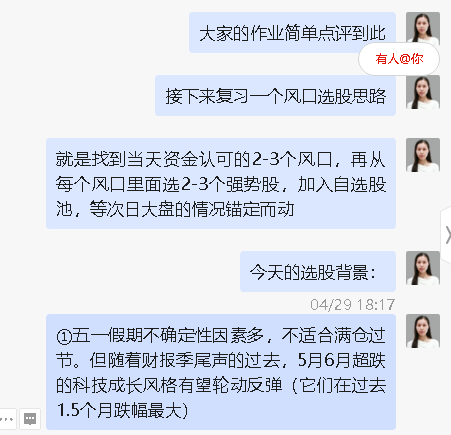 大家的作业简单点评到此
有人@你
接下来复习一个风口选股思路
就是找到当天资金认可的2-3个风口，再从
每个风口里面选2-3个强势股，加入自选股
池，等次日大盘的情况锚定而动
今天的选股背景：
04/29 18:17
①五一假期不确定性因素多，不适合满仓过
节。但随着财报季尾声的过去，5月6月超跌
的科技成长风格有望轮动反弹（它们在过去
1.5个月跌幅最大）